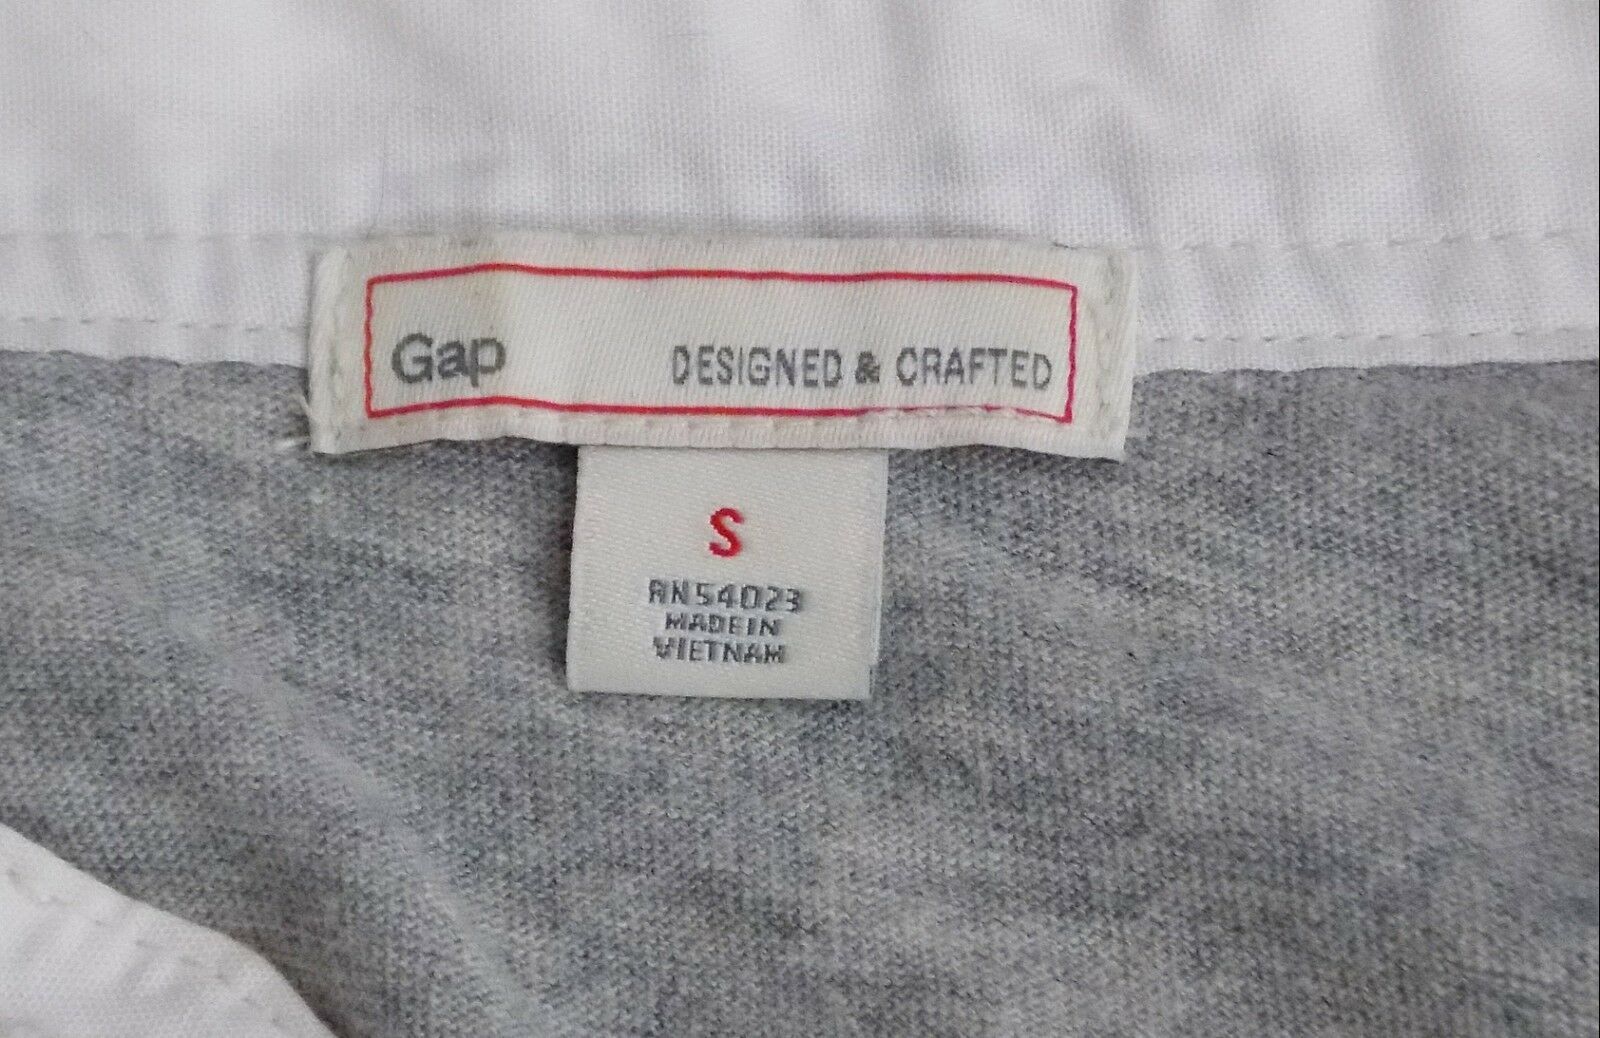 Gap DESIGNED & CRAFTED
S
RN54023
MADE IN
VIETNAM